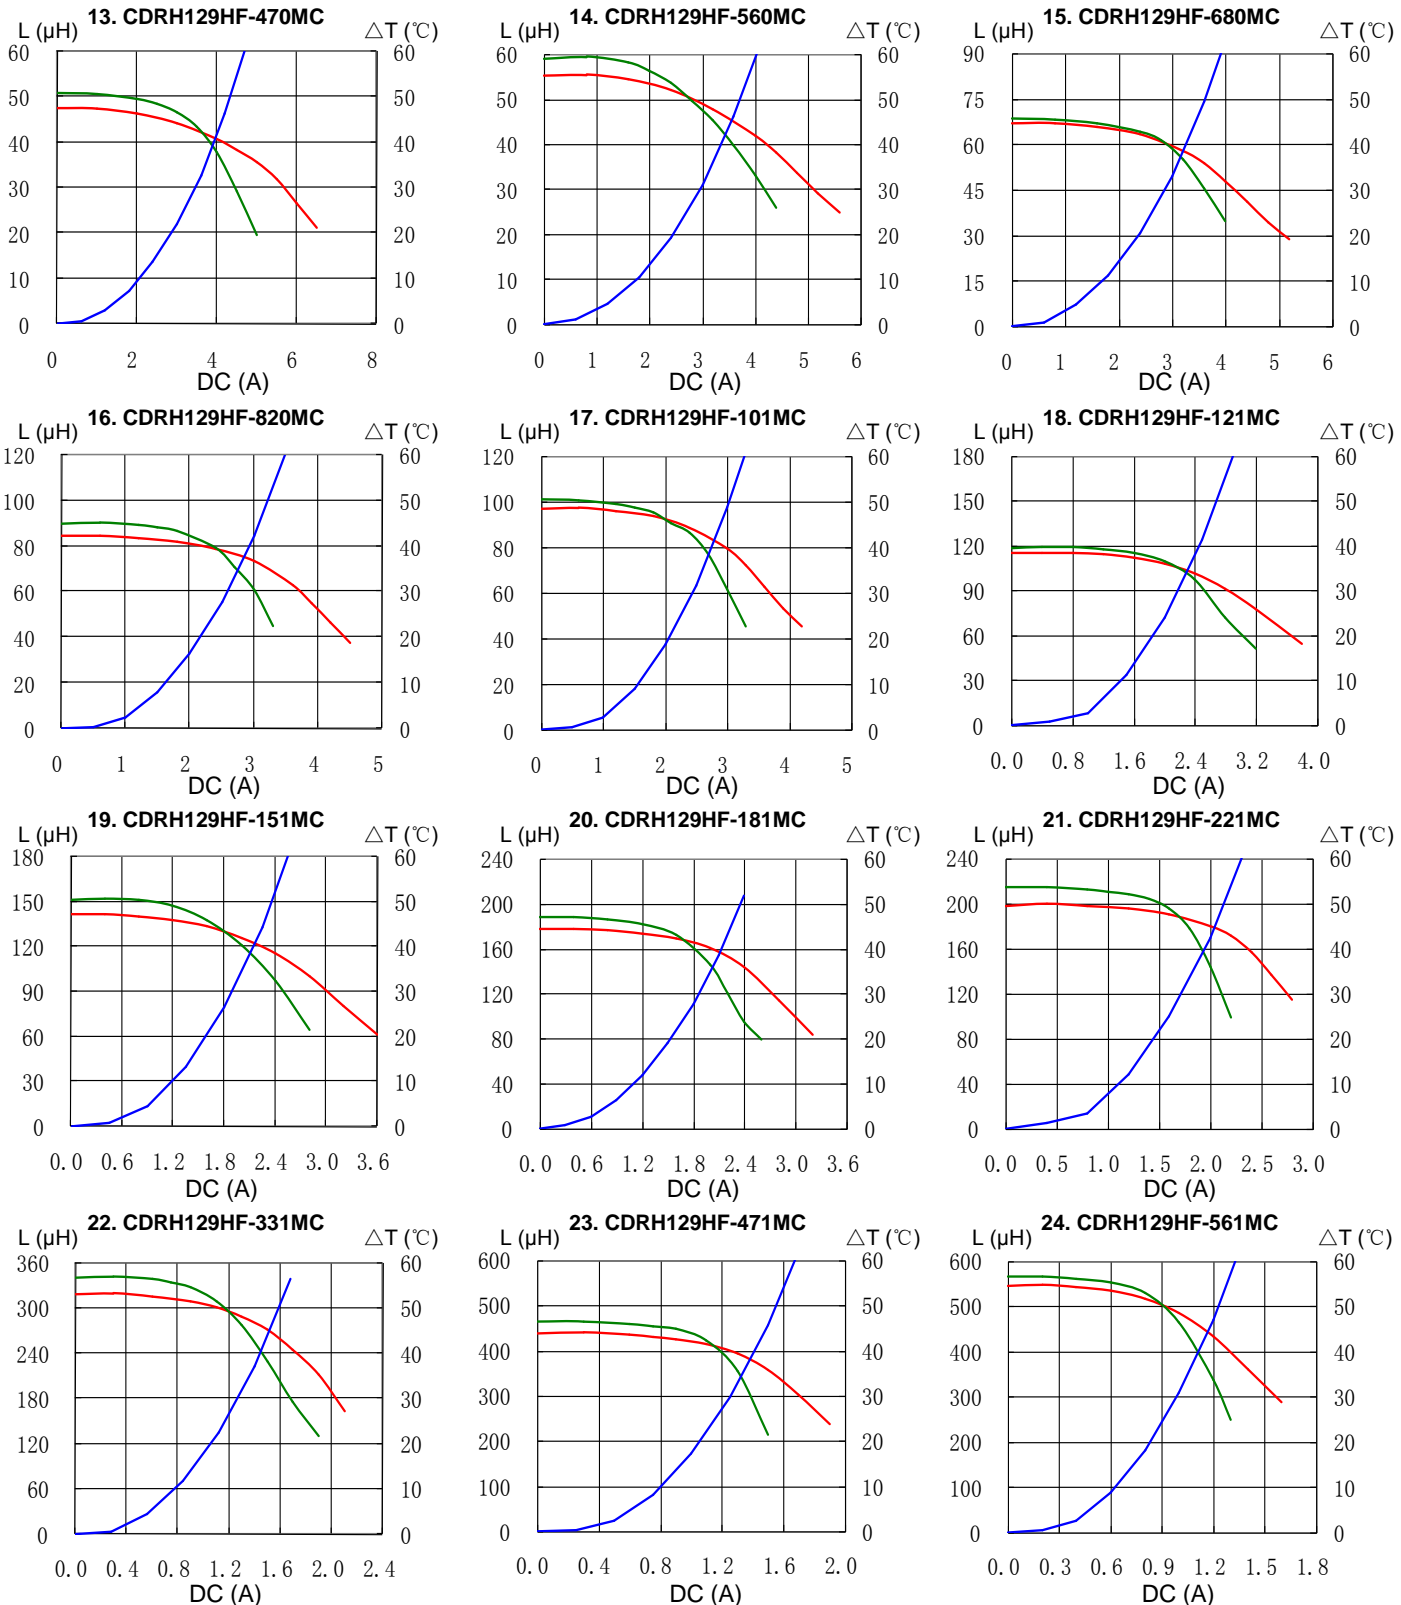 13. CDRH129HF-470MC
L (µH)
△T (℃)
60
50
40
30
20
10
0
60
50
40
30
20
10
0
0 2 4 6 8
DC (A)
14. CDRH129HF-560MC
L (µH)
△T (℃)
60
50
40
30
20
10
0
60
50
40
30
20
10
0
0 1 2 3 4 5 6
DC (A)
15. CDRH129HF-680MC
L (µH)
△T (℃)
90
75
60
45
30
15
0
60
50
40
30
20
10
0
0 1 2 3 4 5 6
DC (A)
16. CDRH129HF-820MC
L (µH)
△T (℃)
120
100
80
60
40
20
0
60
50
40
30
20
10
0
0 1 2 3 4 5
DC (A)
17. CDRH129HF-101MC
L (µH)
△T (℃)
120
100
80
60
40
20
0
60
50
40
30
20
10
0
0 1 2 3 4 5
DC (A)
18. CDRH129HF-121MC
L (µH)
△T (℃)
180
150
120
90
60
30
0
60
50
40
30
20
10
0
0.0 0.8 1.6 2.4 3.2 4.0
DC (A)
19. CDRH129HF-151MC
L (µH)
△T (℃)
180
150
120
90
60
30
0
60
50
40
30
20
10
0
0.0 0.6 1.2 1.8 2.4 3.0 3.6
DC (A)
20. CDRH129HF-181MC
L (µH)
△T (℃)
240
200
160
120
80
40
0
60
50
40
30
20
10
0
0.0 0.6 1.2 1.8 2.4 3.0 3.6
DC (A)
21. CDRH129HF-221MC
L (µH)
△T (℃)
240
200
160
120
80
40
0
60
50
40
30
20
10
0
0.0 0.5 1.0 1.5 2.0 2.5 3.0
DC (A)
22. CDRH129HF-331MC
L (µH)
△T (℃)
360
300
240
180
120
60
0
60
50
40
30
20
10
0
0.0 0.4 0.8 1.2 1.6 2.0 2.4
DC (A)
23. CDRH129HF-471MC
L (µH)
△T (℃)
600
500
400
300
200
100
0
60
50
40
30
20
10
0
0.0 0.4 0.8 1.2 1.6 2.0
DC (A)
24. CDRH129HF-561MC
L (µH)
△T (℃)
600
500
400
300
200
100
0
60
50
40
30
20
10
0
0.0 0.3 0.6 0.9 1.2 1.5 1.8
DC (A)